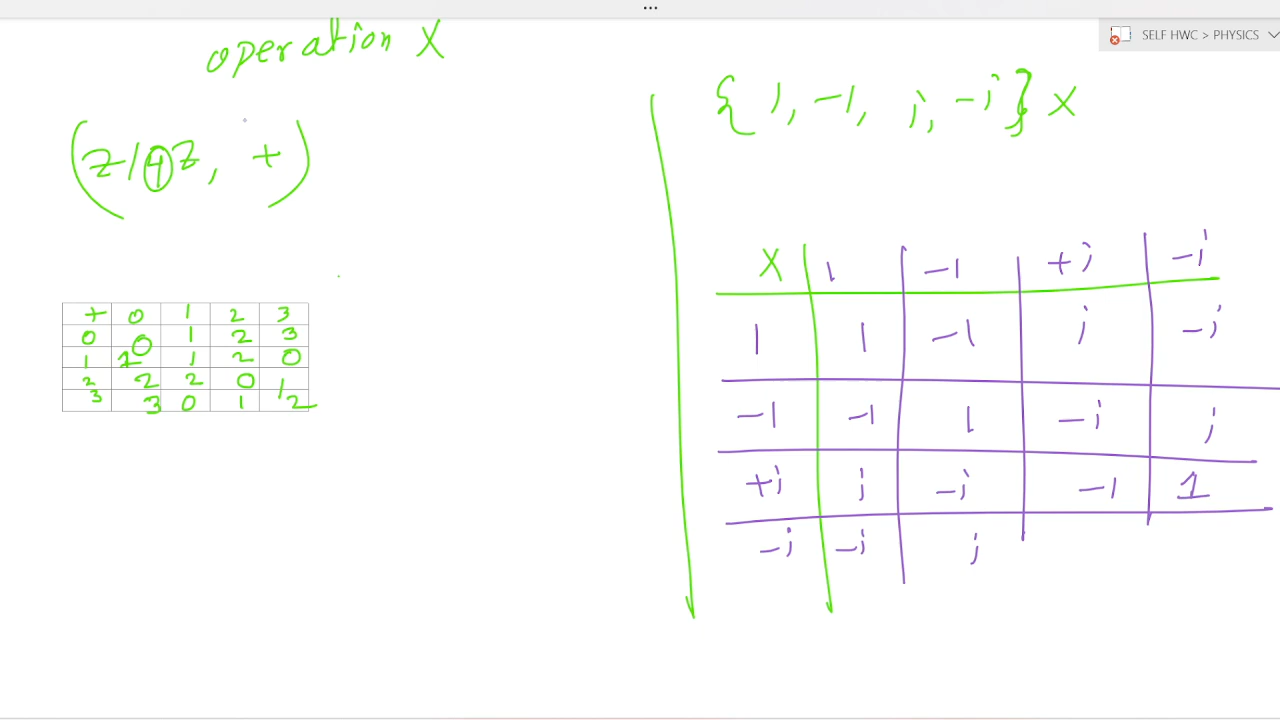 ...
SELF HWC > PHYSICS
operation X
(Z/4Z, +)
+ 0 1 2 3
0 0 1 2 3
1 1 1 2 0
2 2 2 0 1
3 3 0 1 2
{1, -1, i, -i} X
X 1 -1 +i -i
1 1 -1 i -i
-1 -1 1 -i i
+i i -i -1 1
-i -i i